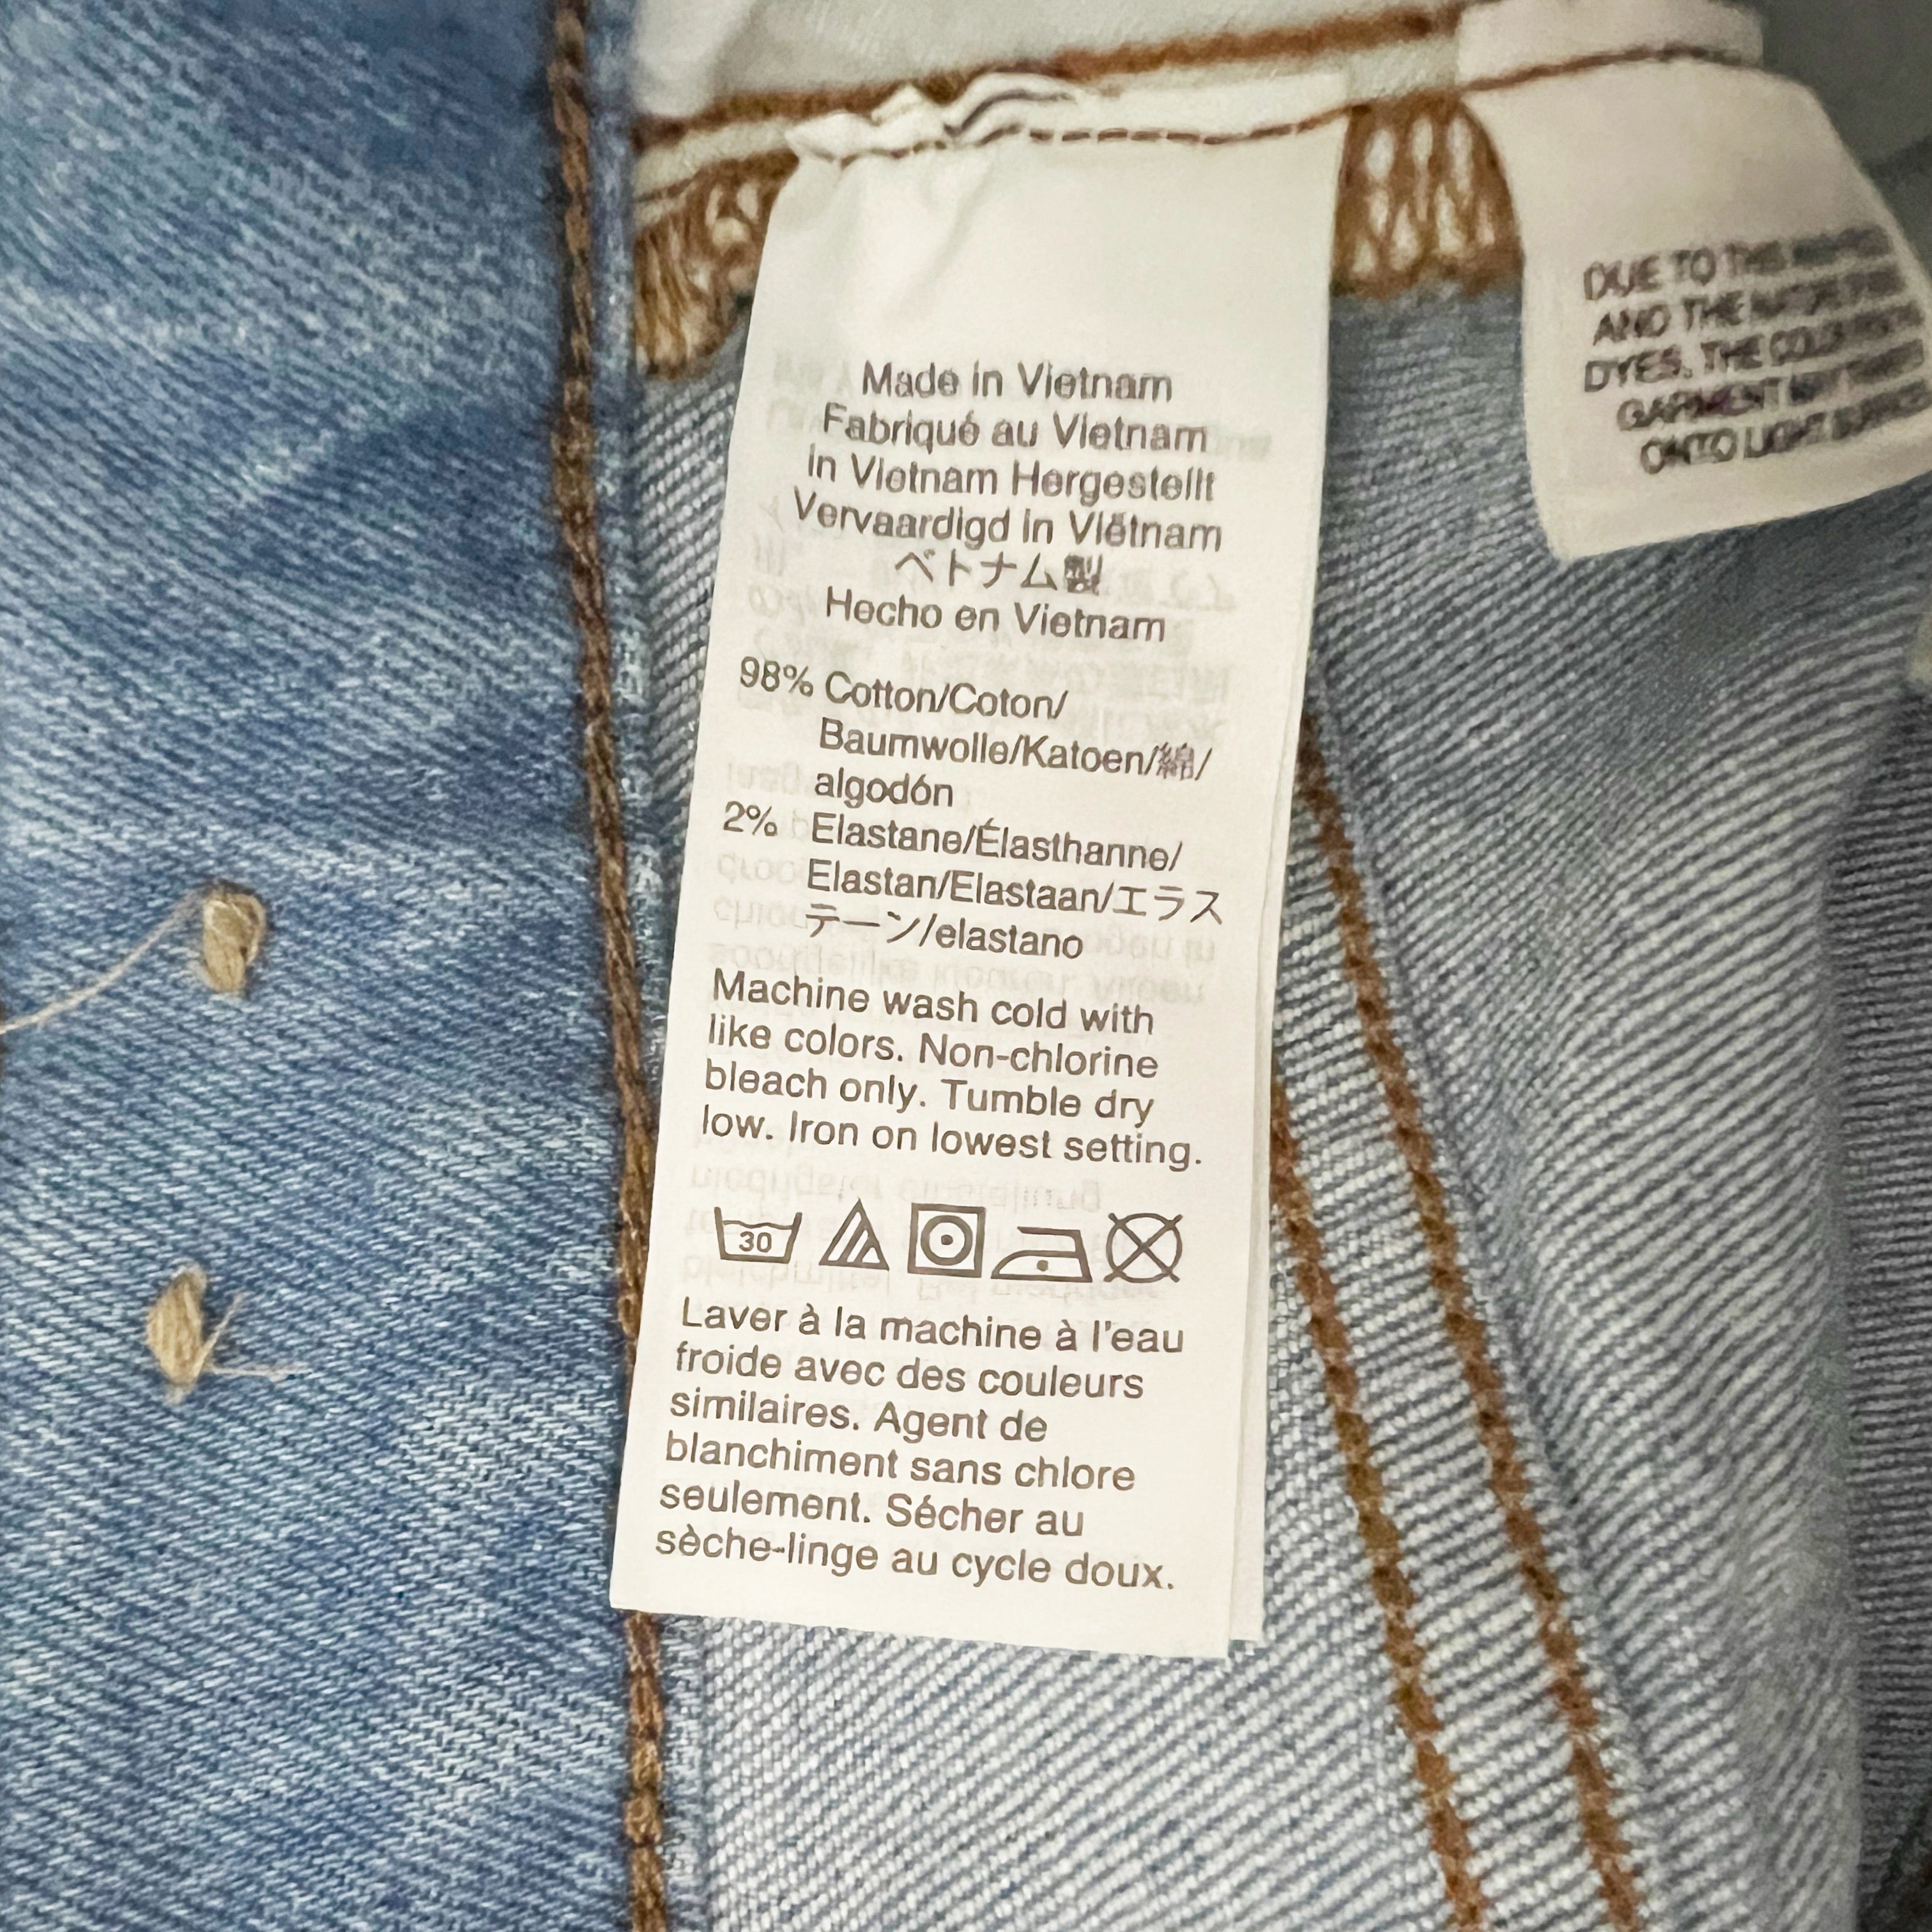 Made in Vietnam
Fabriqué au Vietnam
in Vietnam Hergestellt
Vervaardigd in Viëtnam
ベトナム製
Hecho en Vietnam
98% Cotton/Coton/
Baumwolle/Katoen/綿/
algodón
2% Elastane/Élasthanne/
Elastan/Elastaan/エラス
テーン/elastano
Machine wash cold with
like colors. Non-chlorine
bleach only. Tumble dry
low. Iron on lowest setting.
30
Laver à la machine à l'eau
froide avec des couleurs
similaires. Agent de
blanchiment sans chlore
seulement. Sécher au
sèche-linge au cycle doux.
DUE TO THE
AND THE
DYES, THE COLOR
GARMENT MAY
ONTO LIGHT